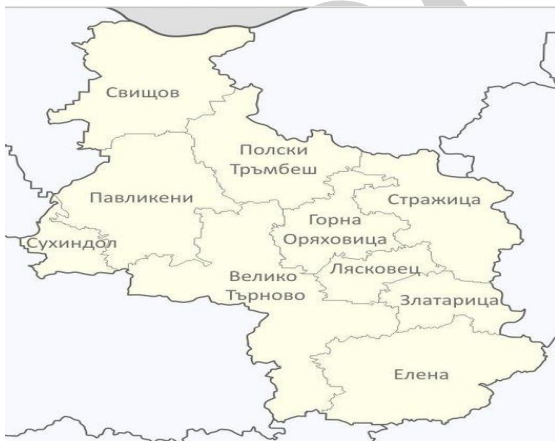 Свищов
Полски
Тръмбеш
Павликени
Стражица
Горна
Оряховица
Сухиндол
Лясковец
Велико
Търново
Златарица
Елена